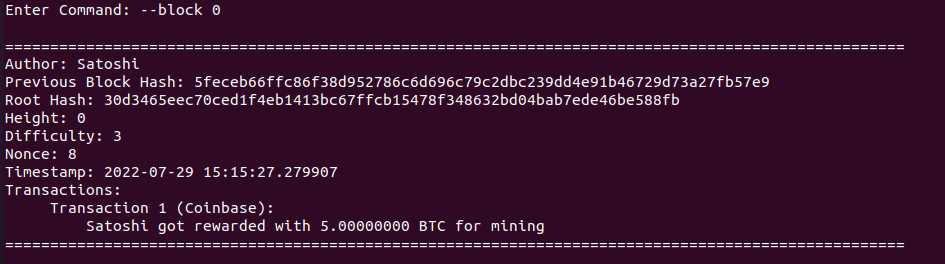 Enter Command: --block 0
====================================================================================================
Author: Satoshi
Previous Block Hash: 5feceb66ffc86f38d952786c6d696c79c2dbc239dd4e91b46729d73a27fb57e9
Root Hash: 30d3465eec70ced1f4eb1413bc67ffcb15478f348632bd04bab7ede46be588fb
Height: 0
Difficulty: 3
Nonce: 8
Timestamp: 2022-07-29 15:15:27.279907
Transactions:
     Transaction 1 (Coinbase):
         Satoshi got rewarded with 5.00000000 BTC for mining
====================================================================================================